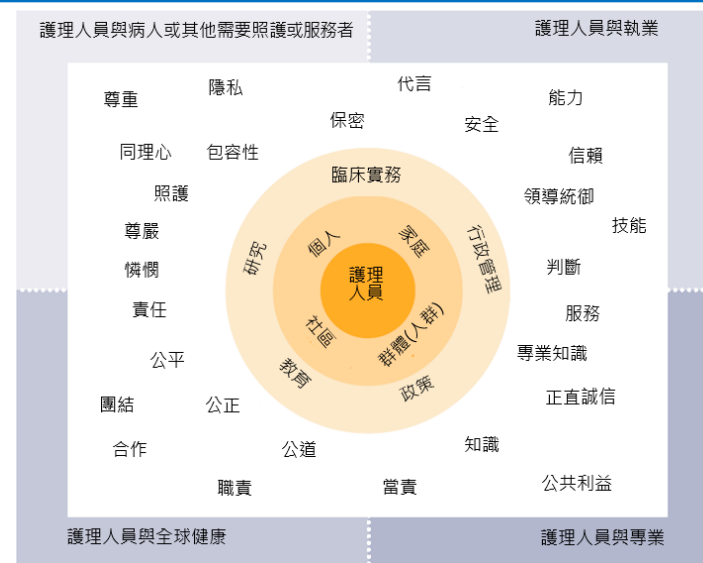 護理人員與病人或其他需要照護或服務者
護理人員與執業
尊重
隱私
代言
能力
保密
安全
同理心
包容性
信賴
臨床實務
照護
領導統御
技能
尊嚴
研究
個人
家庭
行政管理
憐憫
護理
人員
判斷
責任
社區
群體(人群)
服務
公平
教育
政策
專業知識
團結
公正
正直誠信
合作
公道
知識
職責
當責
公共利益
護理人員與全球健康
護理人員與專業